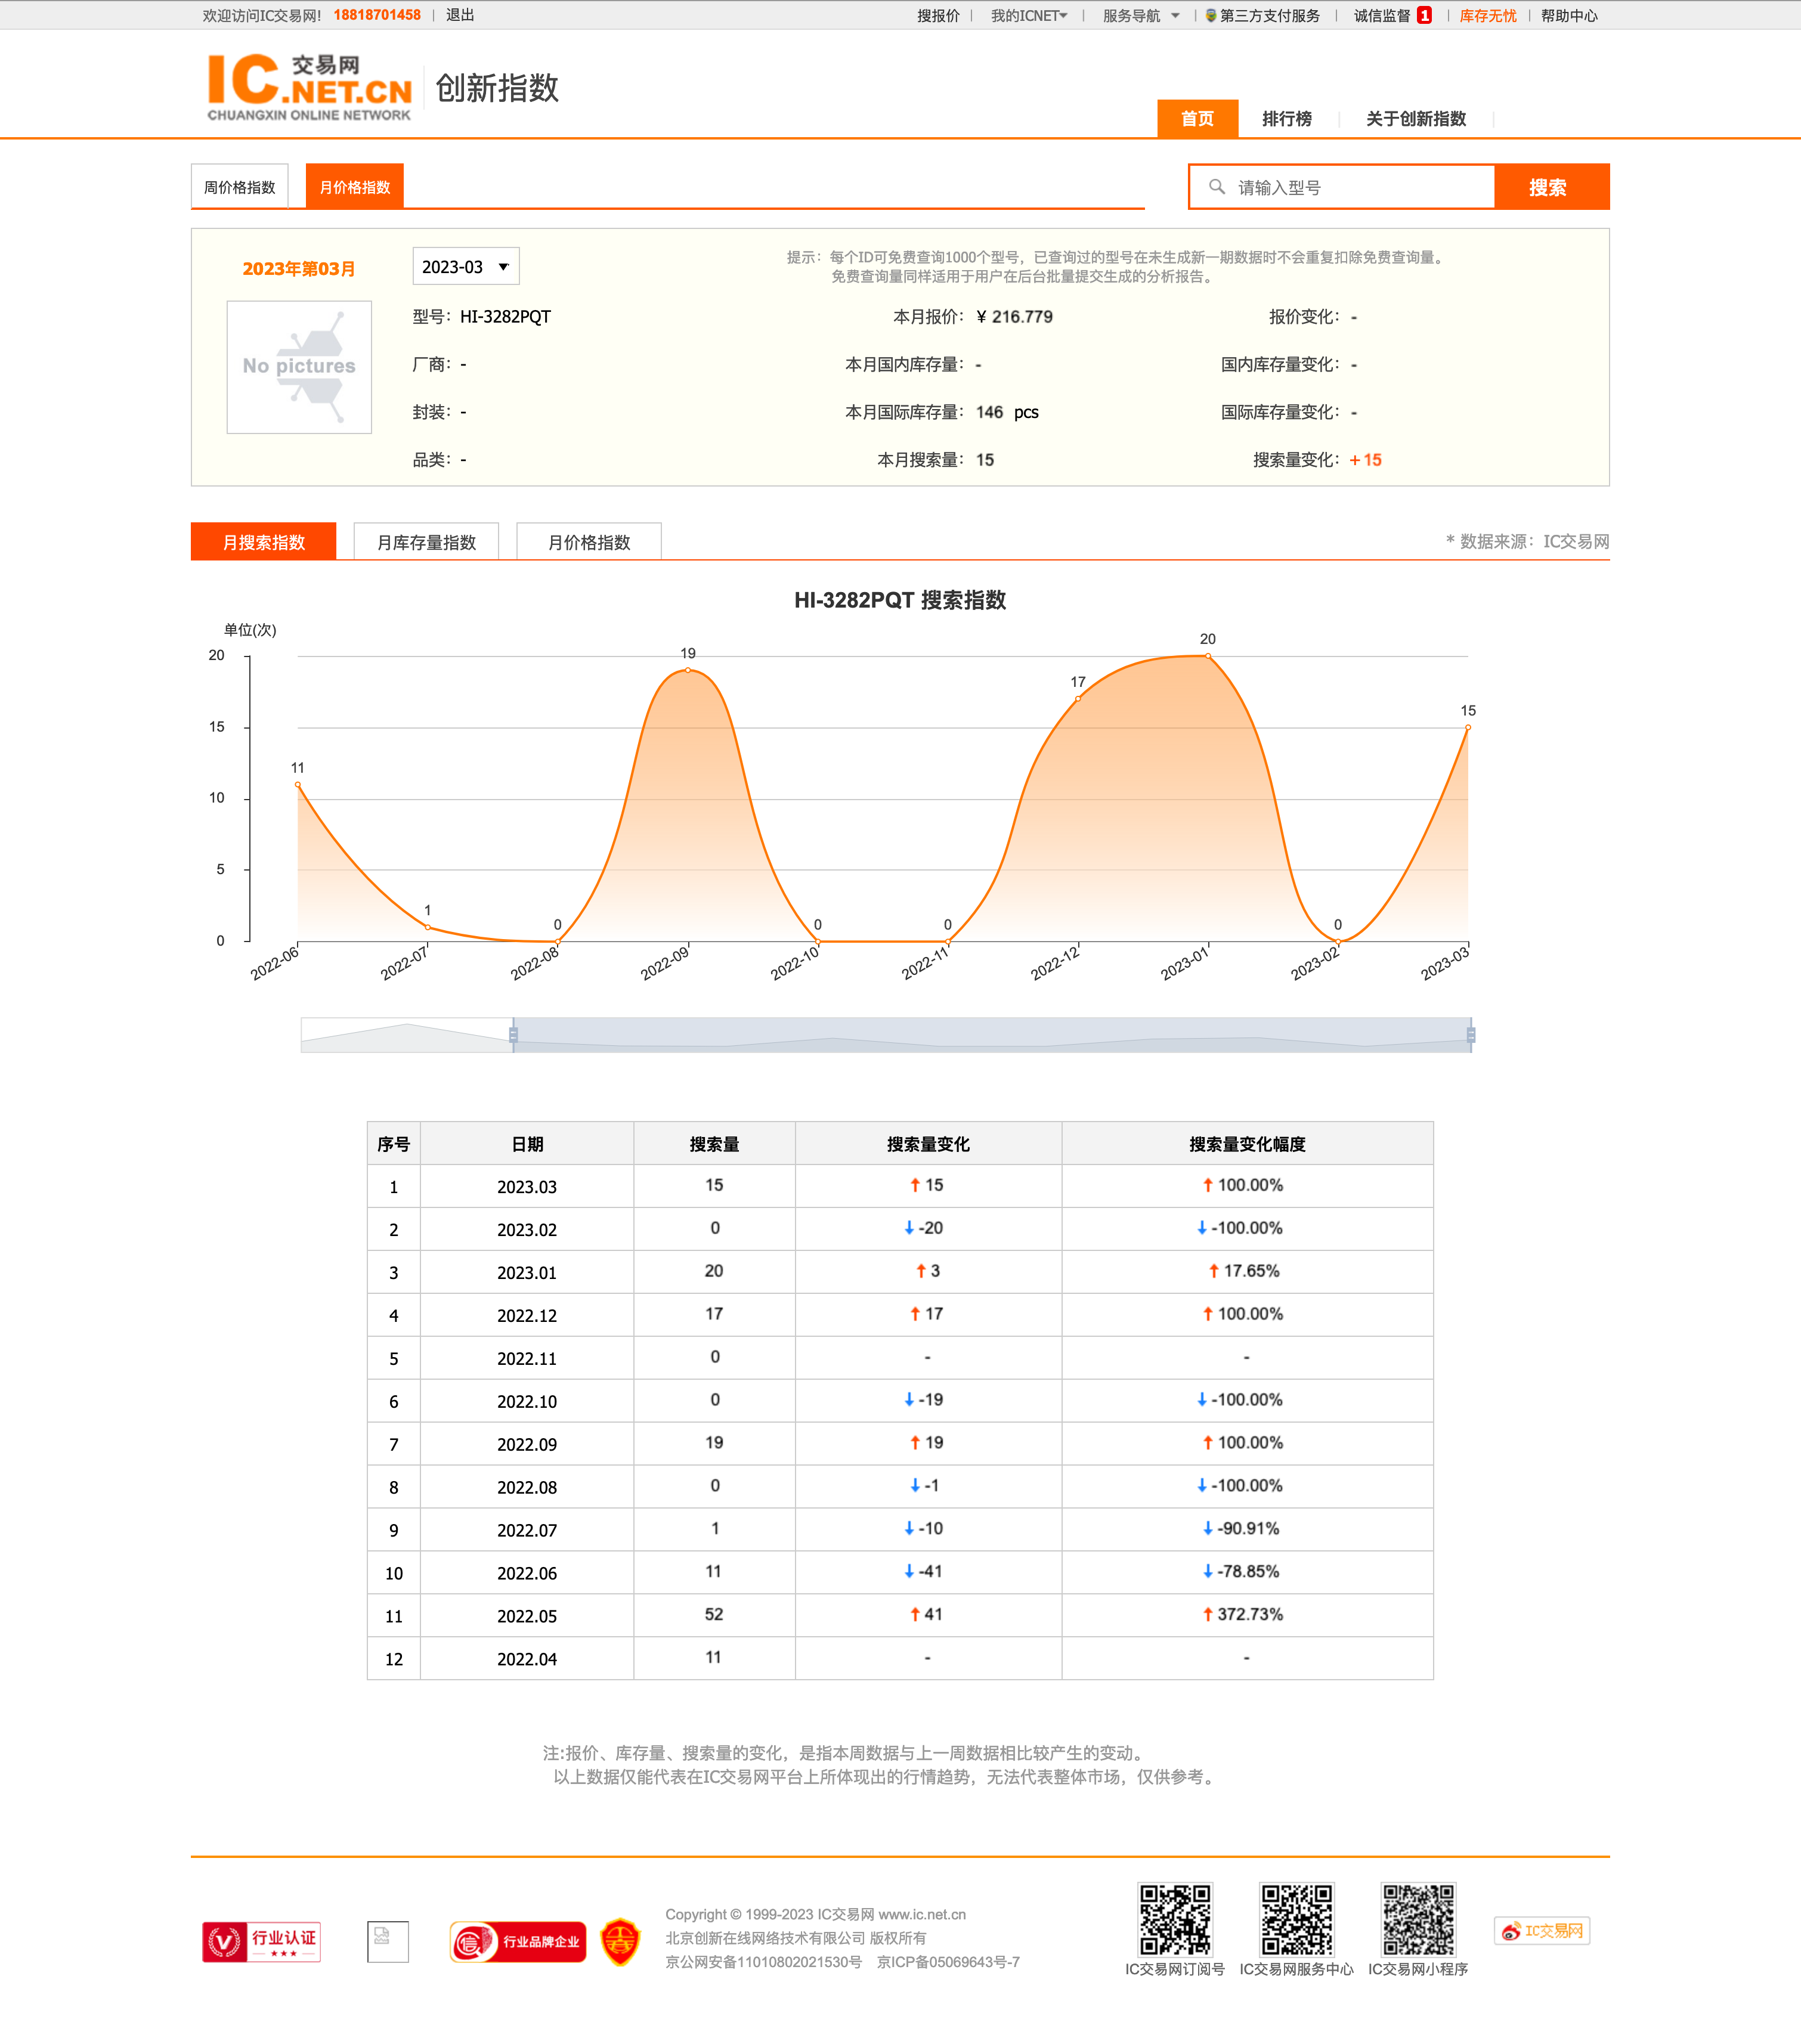 欢迎访问IC交易网! 18818701458 | 退出 搜报价 | 我的ICNET | 服务导航 | 第三方支付服务 | 诚信监督 1 | 库存无忧 | 帮助中心
IC.NET.CN 交易网
CHUANGXIN ONLINE NETWORK
创新指数
首页 排行榜 关于创新指数
周价格指数 月价格指数 请输入型号 搜索
2023年第03月 2023-03
提示：每个ID可免费查询1000个型号，已查询过的型号在未生成新一期数据时不会重复扣除免费查询量。
免费查询量同样适用于用户在后台批量提交生成的分析报告。
No pictures
型号：HI-3282PQT 本月报价：¥ 216.779 报价变化：-
厂商：- 本月国内库存量：- 国内库存量变化：-
封装：- 本月国际库存量：146 pcs 国际库存量变化：-
品类：- 本月搜索量：15 搜索量变化：+15
月搜索指数 月库存量指数 月价格指数 * 数据来源：IC交易网
HI-3282PQT 搜索指数
单位(次)
20
15
10
5
0
11 1 0 19 0 0 17 20 0 15
2022-06 2022-07 2022-08 2022-09 2022-10 2022-11 2022-12 2023-01 2023-02 2023-03
序号 日期 搜索量 搜索量变化 搜索量变化幅度
1 2023.03 15 ↑ 15 ↑ 100.00%
2 2023.02 0 ↓ -20 ↓ -100.00%
3 2023.01 20 ↑ 3 ↑ 17.65%
4 2022.12 17 ↑ 17 ↑ 100.00%
5 2022.11 0 - -
6 2022.10 0 ↓ -19 ↓ -100.00%
7 2022.09 19 ↑ 19 ↑ 100.00%
8 2022.08 0 ↓ -1 ↓ -100.00%
9 2022.07 1 ↓ -10 ↓ -90.91%
10 2022.06 11 ↓ -41 ↓ -78.85%
11 2022.05 52 ↑ 41 ↑ 372.73%
12 2022.04 11 - -
注:报价、库存量、搜索量的变化，是指本周数据与上一周数据相比较产生的变动。
以上数据仅能代表在IC交易网平台上所体现出的行情趋势，无法代表整体市场，仅供参考。
行业认证
信 行业品牌企业
Copyright © 1999-2023 IC交易网 www.ic.net.cn
北京创新在线网络技术有限公司 版权所有
京公网安备11010802021530号 京ICP备05069643号-7
IC交易网订阅号 IC交易网服务中心 IC交易网小程序
IC交易网